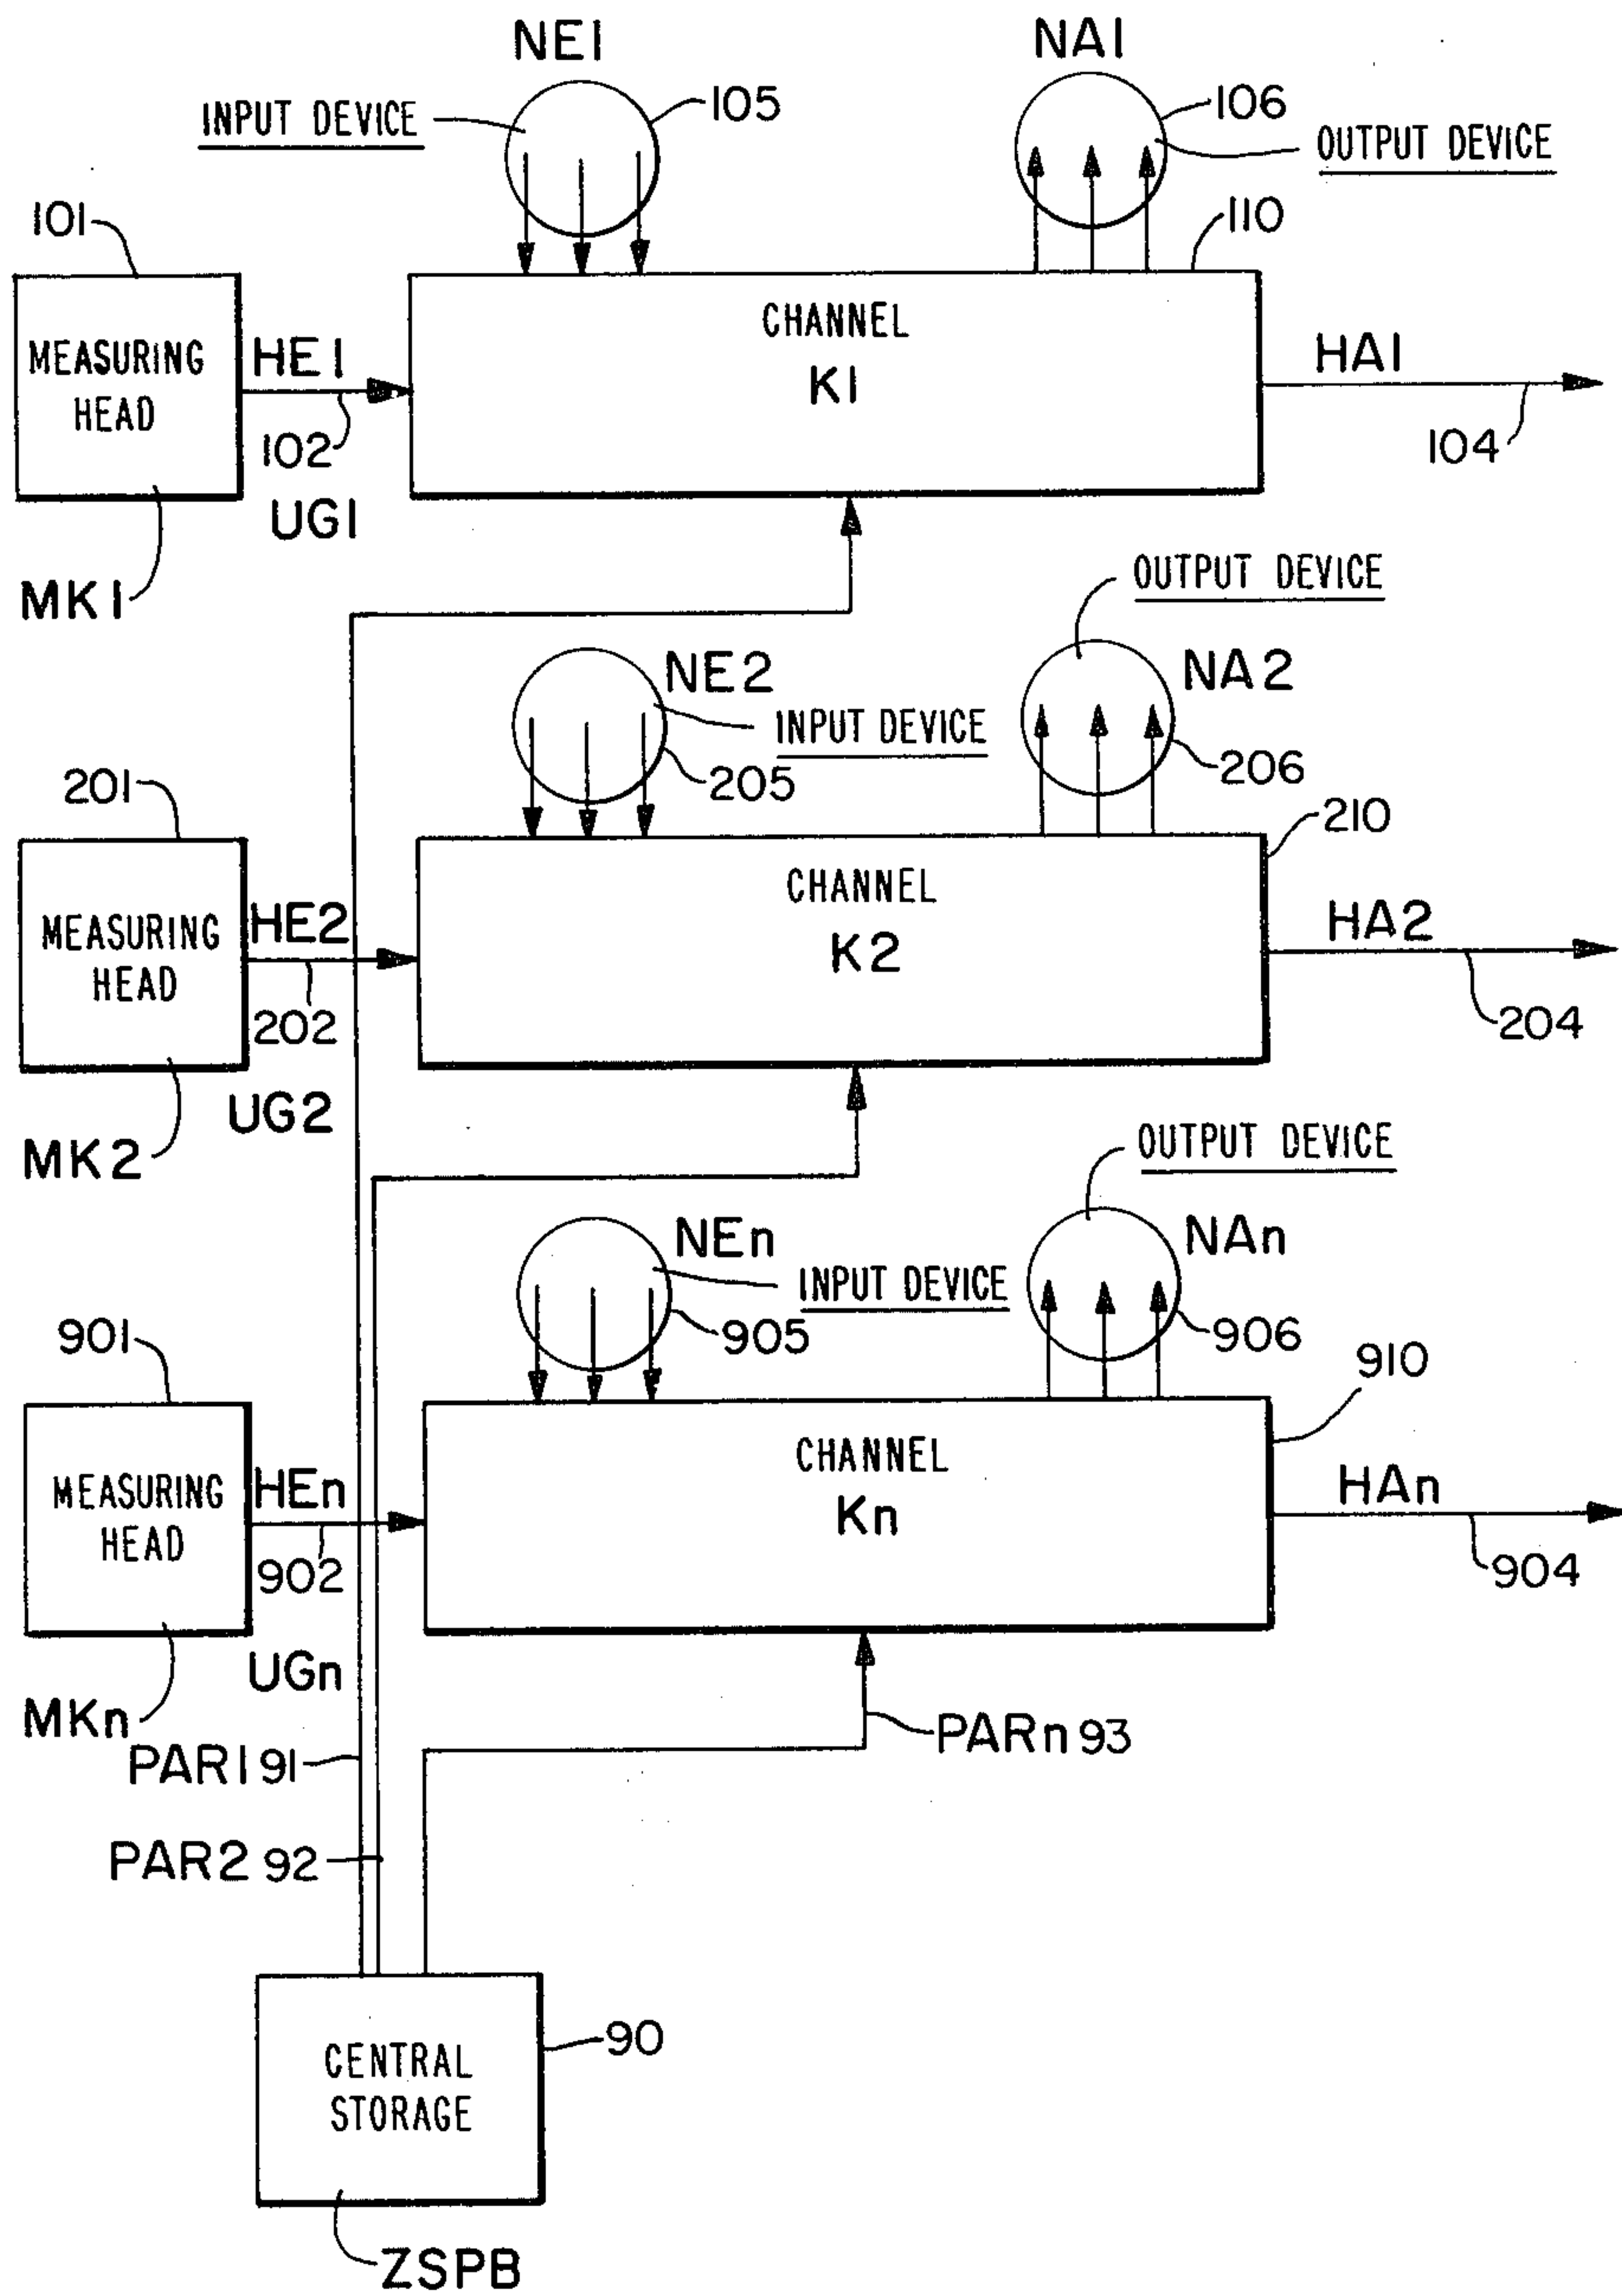 NE1
NA1
INPUT DEVICE
105
106
OUTPUT DEVICE
101
110
MEASURING
HEAD
HE1
102
CHANNEL
K1
HA1
104
UG1
MK1
OUTPUT DEVICE
NE2
INPUT DEVICE
205
NA2
206
201
210
MEASURING
HEAD
HE2
202
CHANNEL
K2
HA2
204
UG2
MK2
OUTPUT DEVICE
NEn
INPUT DEVICE
905
NAn
906
901
910
MEASURING
HEAD
HEn
902
CHANNEL
Kn
HAn
904
UGn
MKn
PAR1 91
PARn 93
PAR2 92
CENTRAL
STORAGE
90
ZSPB